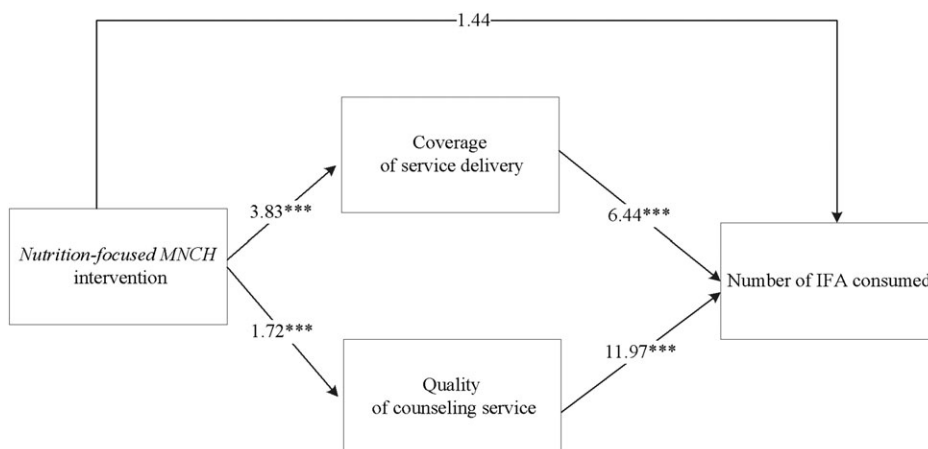 1.44
Coverage
of service delivery
3.83***
6.44***
Nutrition-focused MNCH
intervention
Number of IFA consumed
1.72***
11.97***
Quality
of counseling service